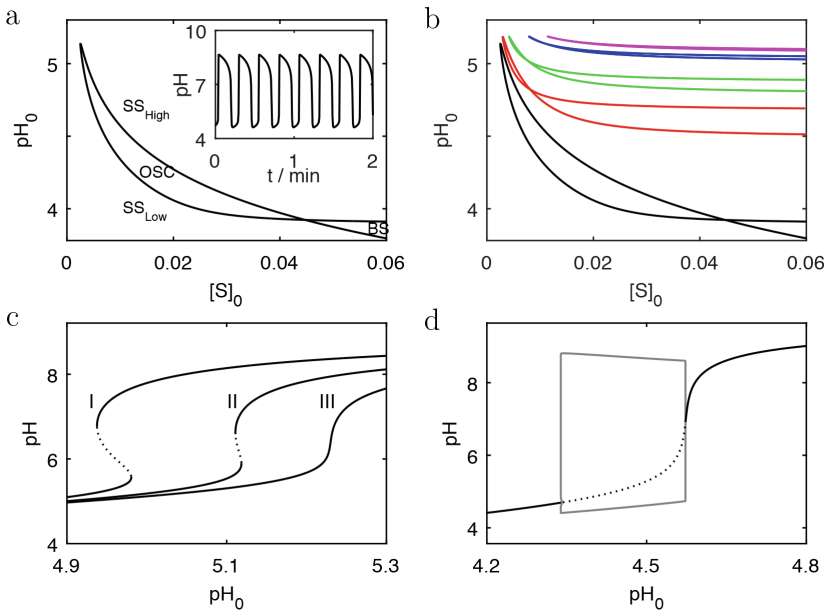 a
5
4
pH0
0 0.02 0.04 0.06
[S]0
SSHigh
OSC
SSLow
BS
10
7
4
pH
0 1 2
t / min
b
5
4
pH0
0 0.02 0.04 0.06
[S]0
c
8
6
4
pH
I II III
4.9 5.1 5.3
pH0
d
8
6
4
pH
4.2 4.5 4.8
pH0